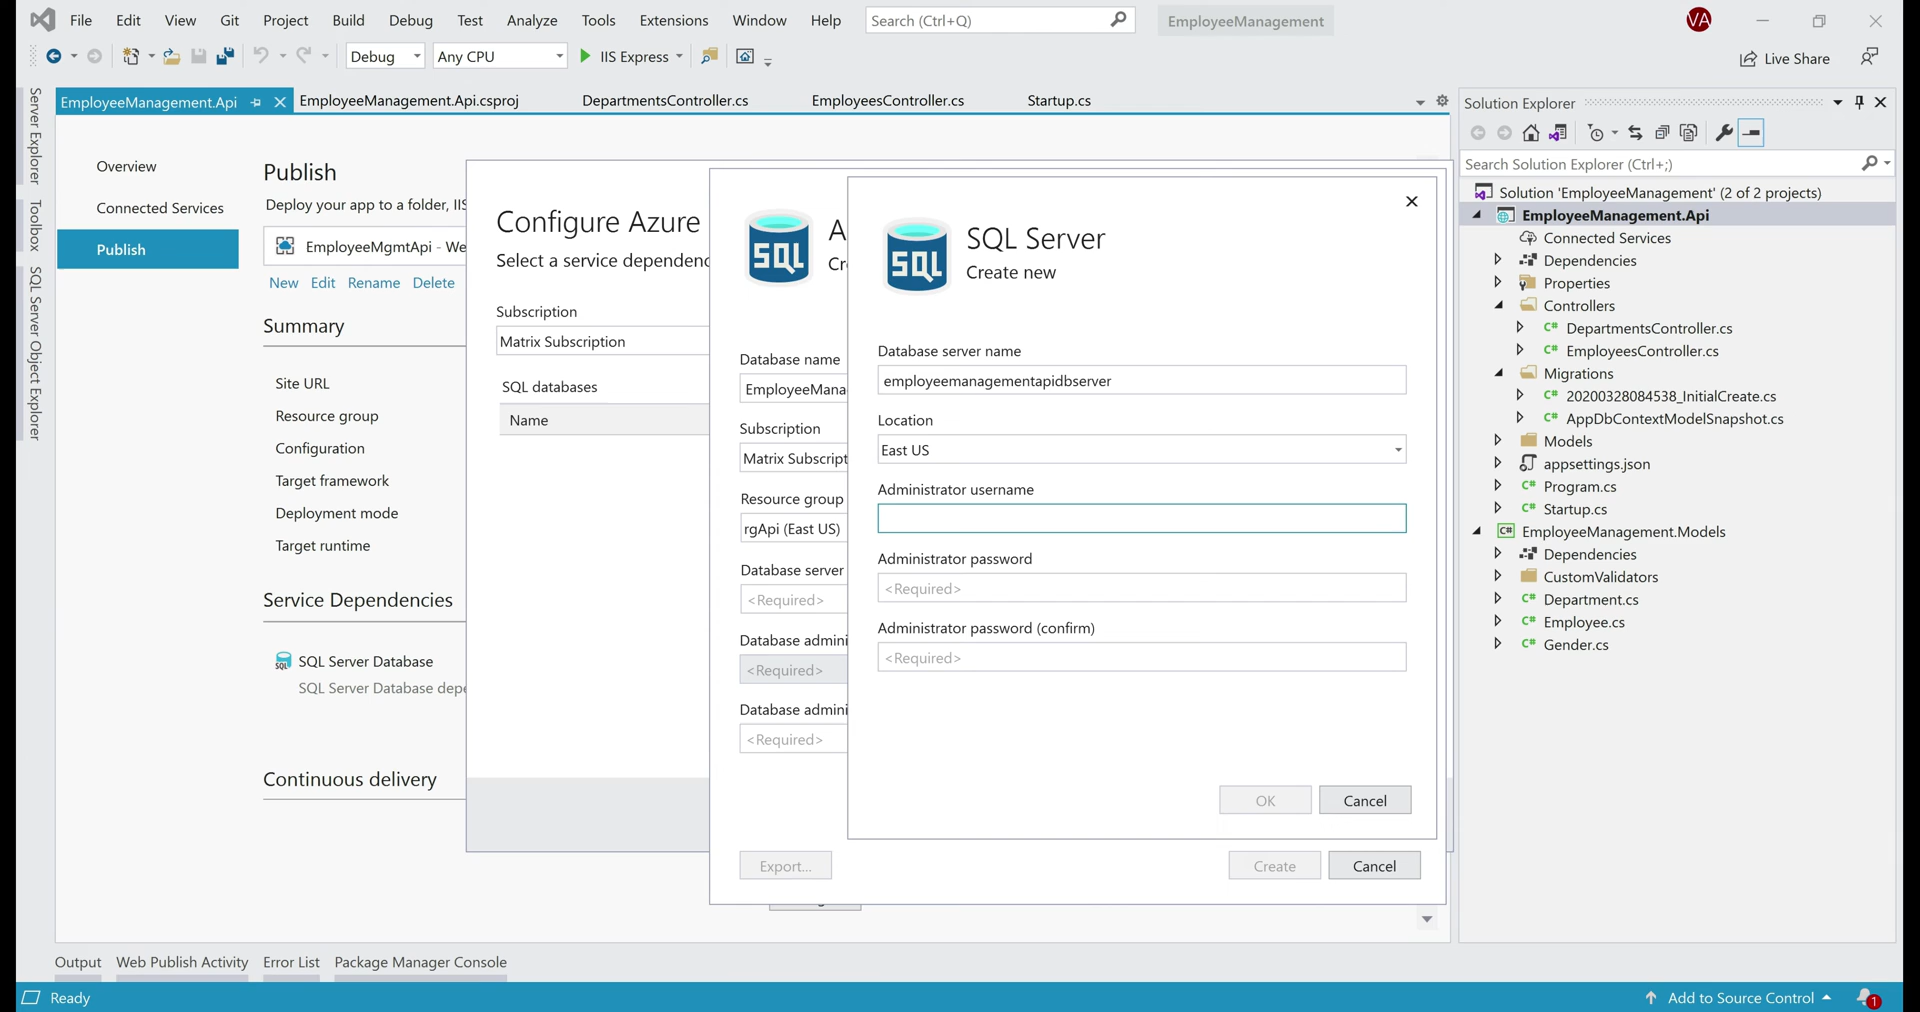 File Edit View Git Project Build Debug Test Analyze Tools Extensions Window Help Search (Ctrl+Q) EmployeeManagement VA
Debug Any CPU IIS Express Live Share
Server Explorer
Toolbox
SQL Server Object Explorer
EmployeeManagement.Api EmployeeManagement.Api.csproj DepartmentsController.cs EmployeesController.cs Startup.cs
Overview
Connected Services
Publish
Publish
Deploy your app to a folder, IIS
EmployeeMgmtApi - We
New Edit Rename Delete
Summary
Site URL
Resource group
Configuration
Target framework
Deployment mode
Target runtime
Service Dependencies
SQL SQL Server Database
SQL Server Database depe
Continuous delivery
Configure Azure
Select a service dependenc
Subscription
Matrix Subscription
SQL databases
Name
SQL
A
Cr
Database name
EmployeeMana
Subscription
Matrix Subscript
Resource group
rgApi (East US)
Database server
<Required>
Database admini
<Required>
Database admini
<Required>
Export...
Create
Cancel
SQL
SQL Server
Create new
Database server name
employeemanagementapidbserver
Location
East US
Administrator username
Administrator password
<Required>
Administrator password (confirm)
<Required>
OK
Cancel
Solution Explorer
Search Solution Explorer (Ctrl+;)
Solution 'EmployeeManagement' (2 of 2 projects)
EmployeeManagement.Api
Connected Services
Dependencies
Properties
Controllers
C# DepartmentsController.cs
C# EmployeesController.cs
Migrations
C# 20200328084538_InitialCreate.cs
C# AppDbContextModelSnapshot.cs
Models
appsettings.json
C# Program.cs
C# Startup.cs
C# EmployeeManagement.Models
Dependencies
CustomValidators
C# Department.cs
C# Employee.cs
C# Gender.cs
Output Web Publish Activity Error List Package Manager Console
Ready
Add to Source Control 1